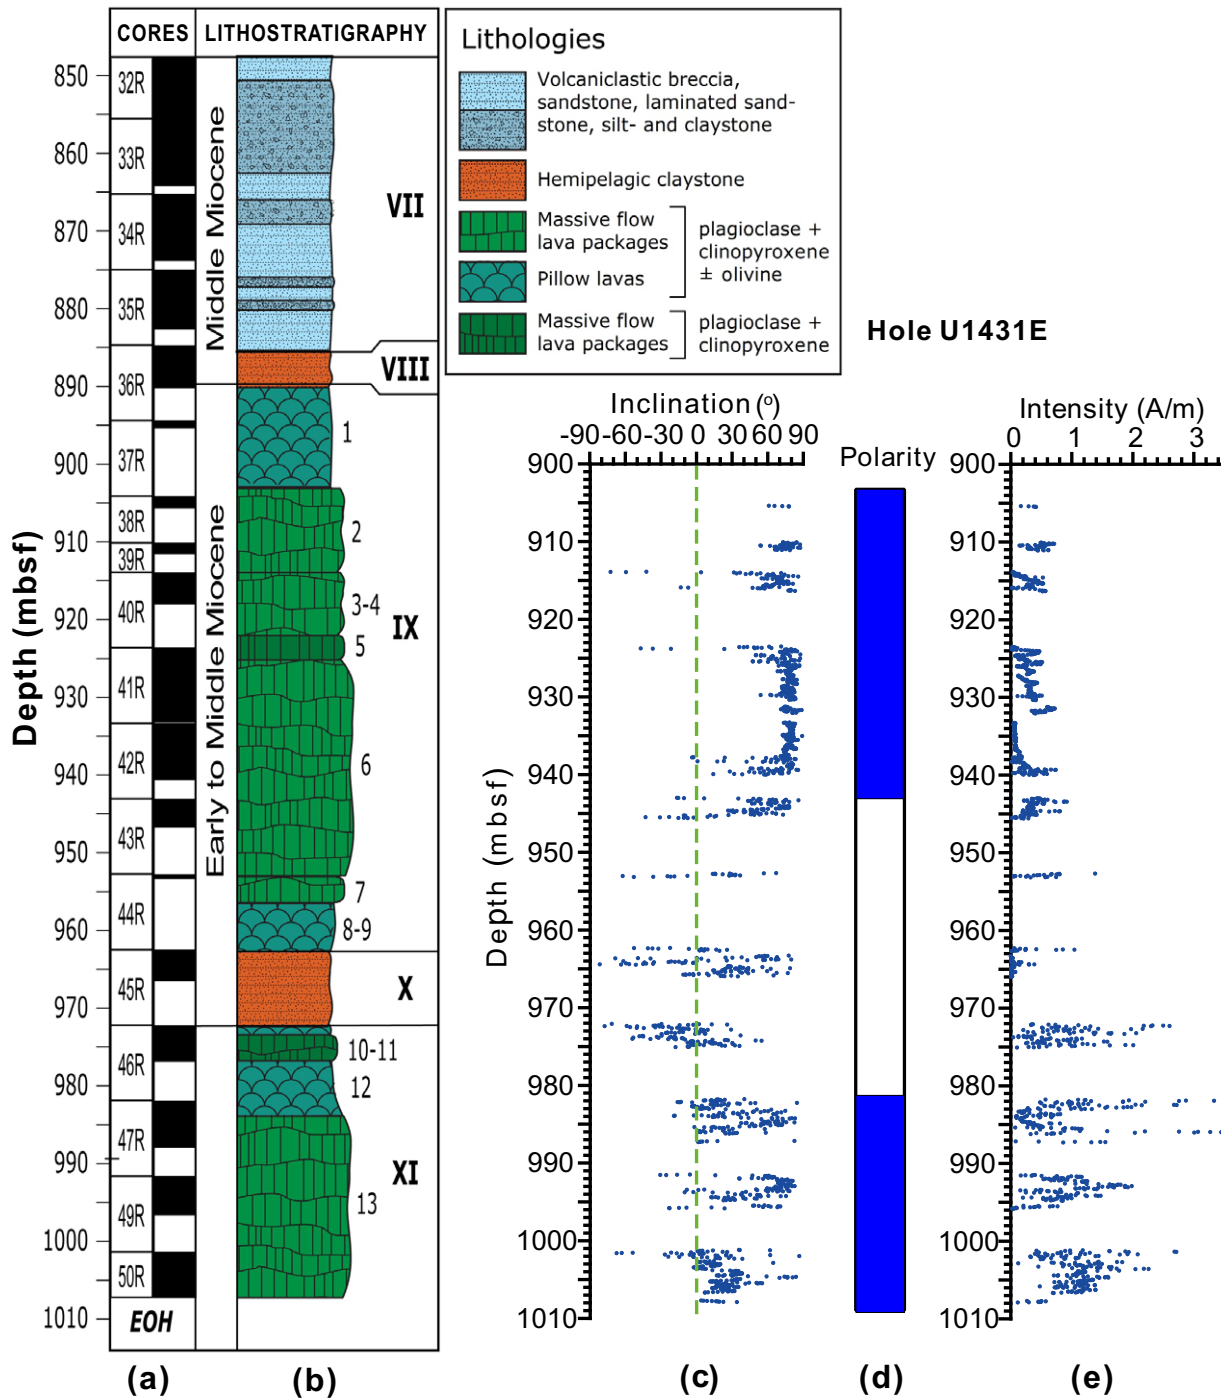 CORES LITHOSTRATIGRAPHY
Depth (mbsf)
850
860
870
880
890
900
910
920
930
940
950
960
970
980
990
1000
1010
32R
33R
34R
35R
36R
37R
38R
39R
40R
41R
42R
43R
44R
45R
46R
47R
49R
50R
EOH
Middle Miocene
Early to Middle Miocene
VII
VIII
IX
X
XI
1
2
3-4
5
6
7
8-9
10-11
12
13
Lithologies
Volcaniclastic breccia,
sandstone, laminated sand-
stone, silt- and claystone
Hemipelagic claystone
Massive flow
lava packages
Pillow lavas
plagioclase +
clinopyroxene
± olivine
Massive flow
lava packages
plagioclase +
clinopyroxene
Hole U1431E
Inclination (º)
-90 -60 -30 0 30 60 90
Depth (mbsf)
900
910
920
930
940
950
960
970
980
990
1000
1010
Polarity
Intensity (A/m)
0 1 2 3
900
910
920
930
940
950
960
970
980
990
1000
1010
(a) (b) (c) (d) (e)